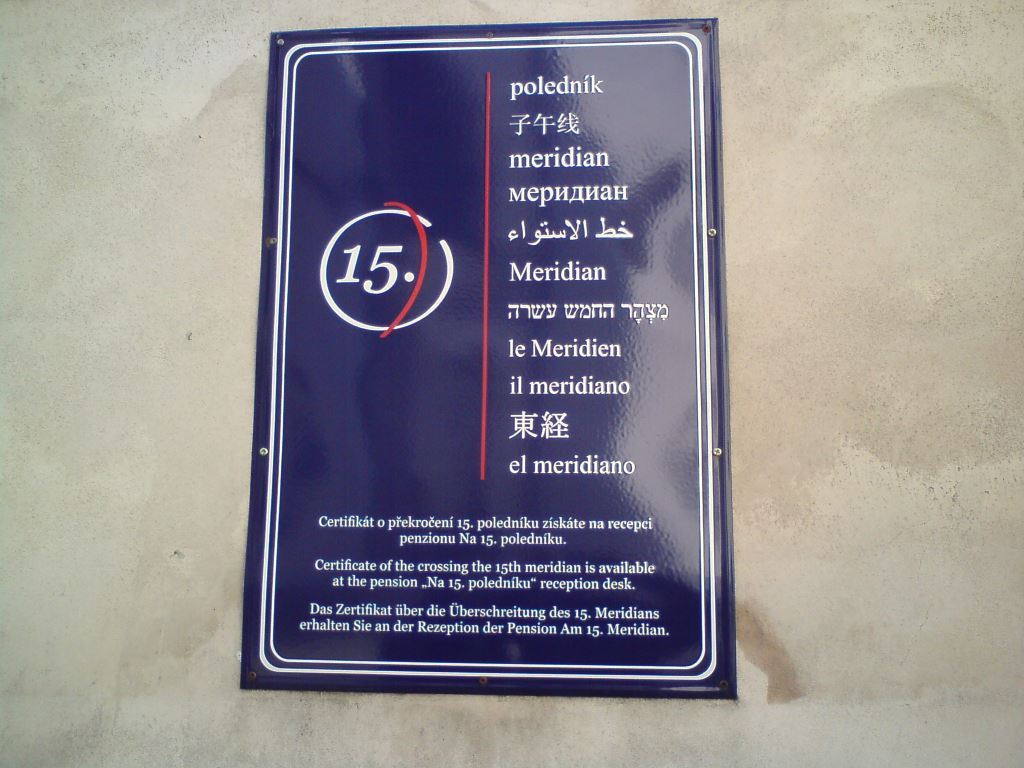 15.
poledník
子午线
meridian
меридиан
خط الاستواء
Meridian
מִצְהָר החמש עשרה
le Meridien
il meridiano
東経
el meridiano
Certifikát o překročení 15. poledníku získáte na recepci
penzionu Na 15. poledníku.
Certificate of the crossing the 15th meridian is available
at the pension „Na 15. poledníku“ reception desk.
Das Zertifikat über die Überschreitung des 15. Meridians
erhalten Sie an der Rezeption der Pension Am 15. Meridian.